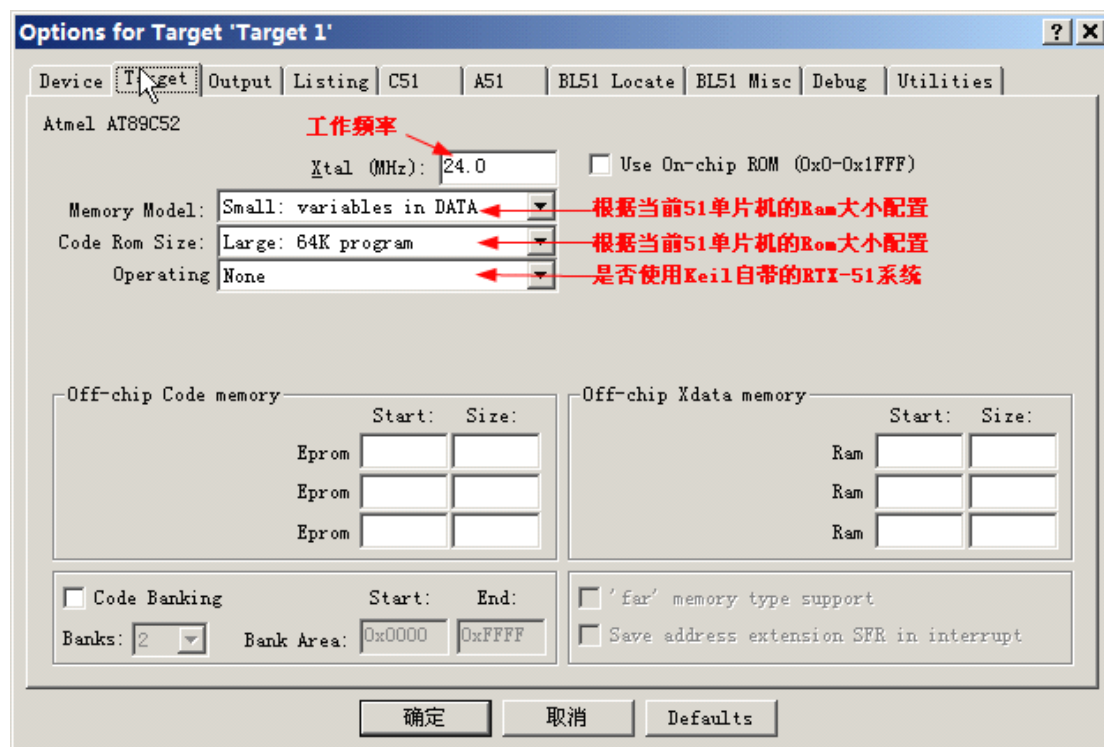 Options for Target 'Target 1'
Device Target Output Listing C51 A51 BL51 Locate BL51 Misc Debug Utilities
Atmel AT89C52
工作频率
Xtal (MHz): 24.0 Use On-chip ROM (0x0-0x1FFF)
Memory Model: Small: variables in DATA 根据当前51单片机的Ram大小配置
Code Rom Size: Large: 64K program 根据当前51单片机的Rom大小配置
Operating None 是否使用Keil自带的RTX-51系统
Off-chip Code memory Off-chip Xdata memory
Start: Size: Start: Size:
Eprom Ram
Eprom Ram
Eprom Ram
Code Banking Start: End: 'far' memory type support
Banks: 2 Bank Area: 0x0000 0xFFFF Save address extension SFR in interrupt
确定 取消 Defaults